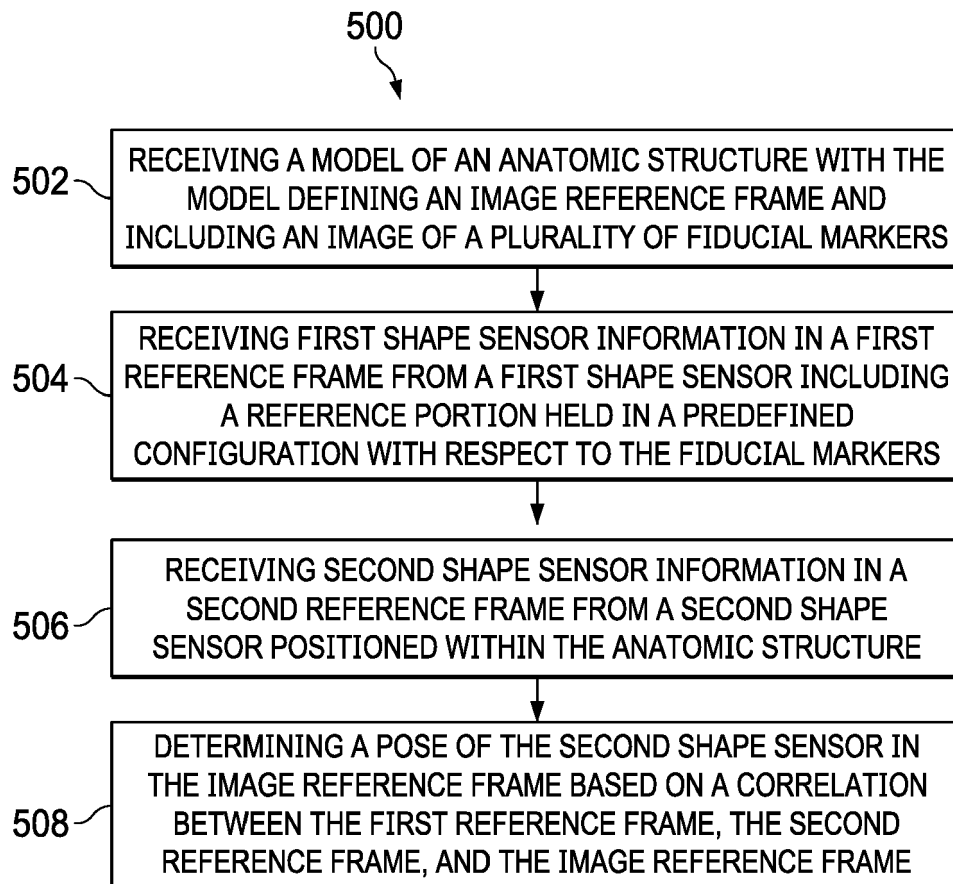 500
502
RECEIVING A MODEL OF AN ANATOMIC STRUCTURE WITH THE
MODEL DEFINING AN IMAGE REFERENCE FRAME AND
INCLUDING AN IMAGE OF A PLURALITY OF FIDUCIAL MARKERS
504
RECEIVING FIRST SHAPE SENSOR INFORMATION IN A FIRST
REFERENCE FRAME FROM A FIRST SHAPE SENSOR INCLUDING
A REFERENCE PORTION HELD IN A PREDEFINED
CONFIGURATION WITH RESPECT TO THE FIDUCIAL MARKERS
506
RECEIVING SECOND SHAPE SENSOR INFORMATION IN A
SECOND REFERENCE FRAME FROM A SECOND SHAPE
SENSOR POSITIONED WITHIN THE ANATOMIC STRUCTURE
508
DETERMINING A POSE OF THE SECOND SHAPE SENSOR IN
THE IMAGE REFERENCE FRAME BASED ON A CORRELATION
BETWEEN THE FIRST REFERENCE FRAME, THE SECOND
REFERENCE FRAME, AND THE IMAGE REFERENCE FRAME